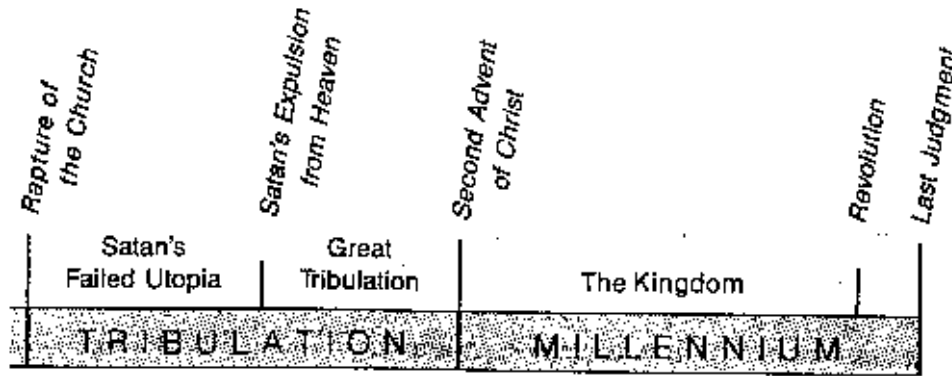 Rapture of
the Church
Satan's Expulsion
from Heaven
Second Advent
of Christ
Revolution
Last Judgment
Satan's
Failed Utopia
Great
Tribulation
The Kingdom
TRIBULATION
MILLENNIUM